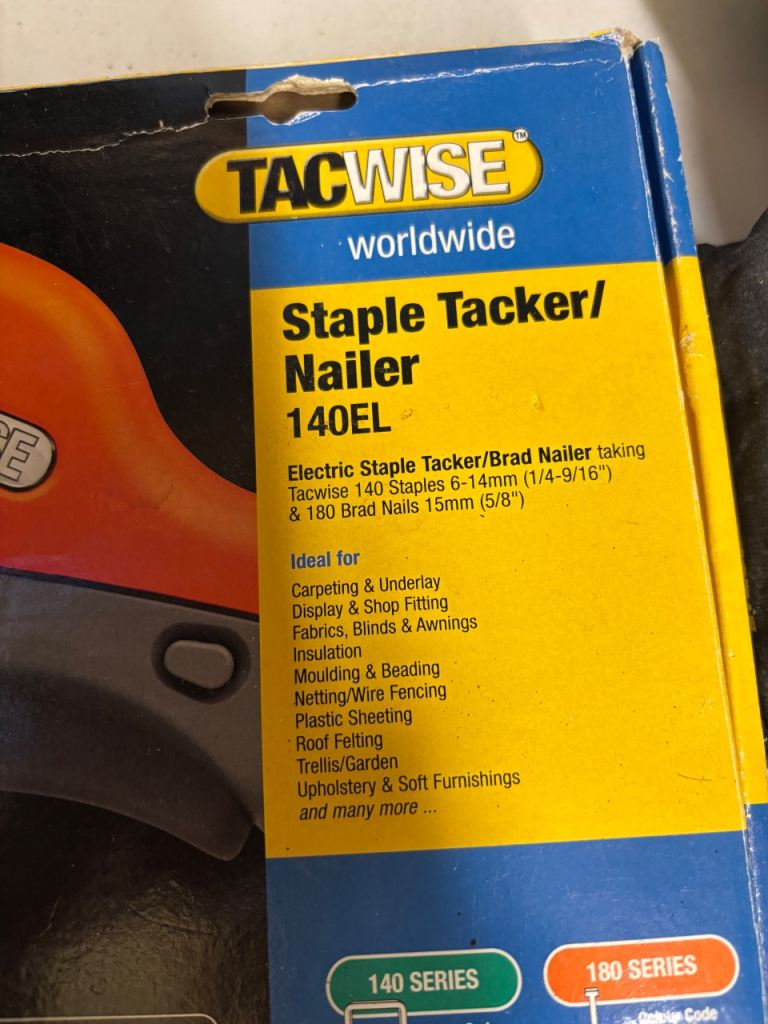 TACWISE™
worldwide
Staple Tacker/
Nailer
140EL
Electric Staple Tacker/Brad Nailer taking
Tacwise 140 Staples 6-14mm (1/4-9/16")
& 180 Brad Nails 15mm (5/8")
Ideal for
Carpeting & Underlay
Display & Shop Fitting
Fabrics, Blinds & Awnings
Insulation
Moulding & Beading
Netting/Wire Fencing
Plastic Sheeting
Roof Felting
Trellis/Garden
Upholstery & Soft Furnishings
and many more ...
140 SERIES
180 SERIES
Colour Code